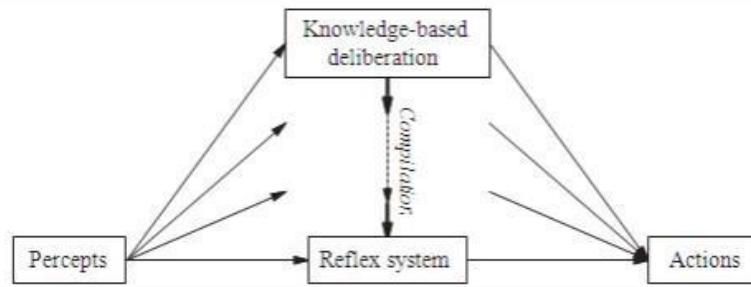 Knowledge-based
deliberation
Compilation
Percepts
Reflex system
Actions